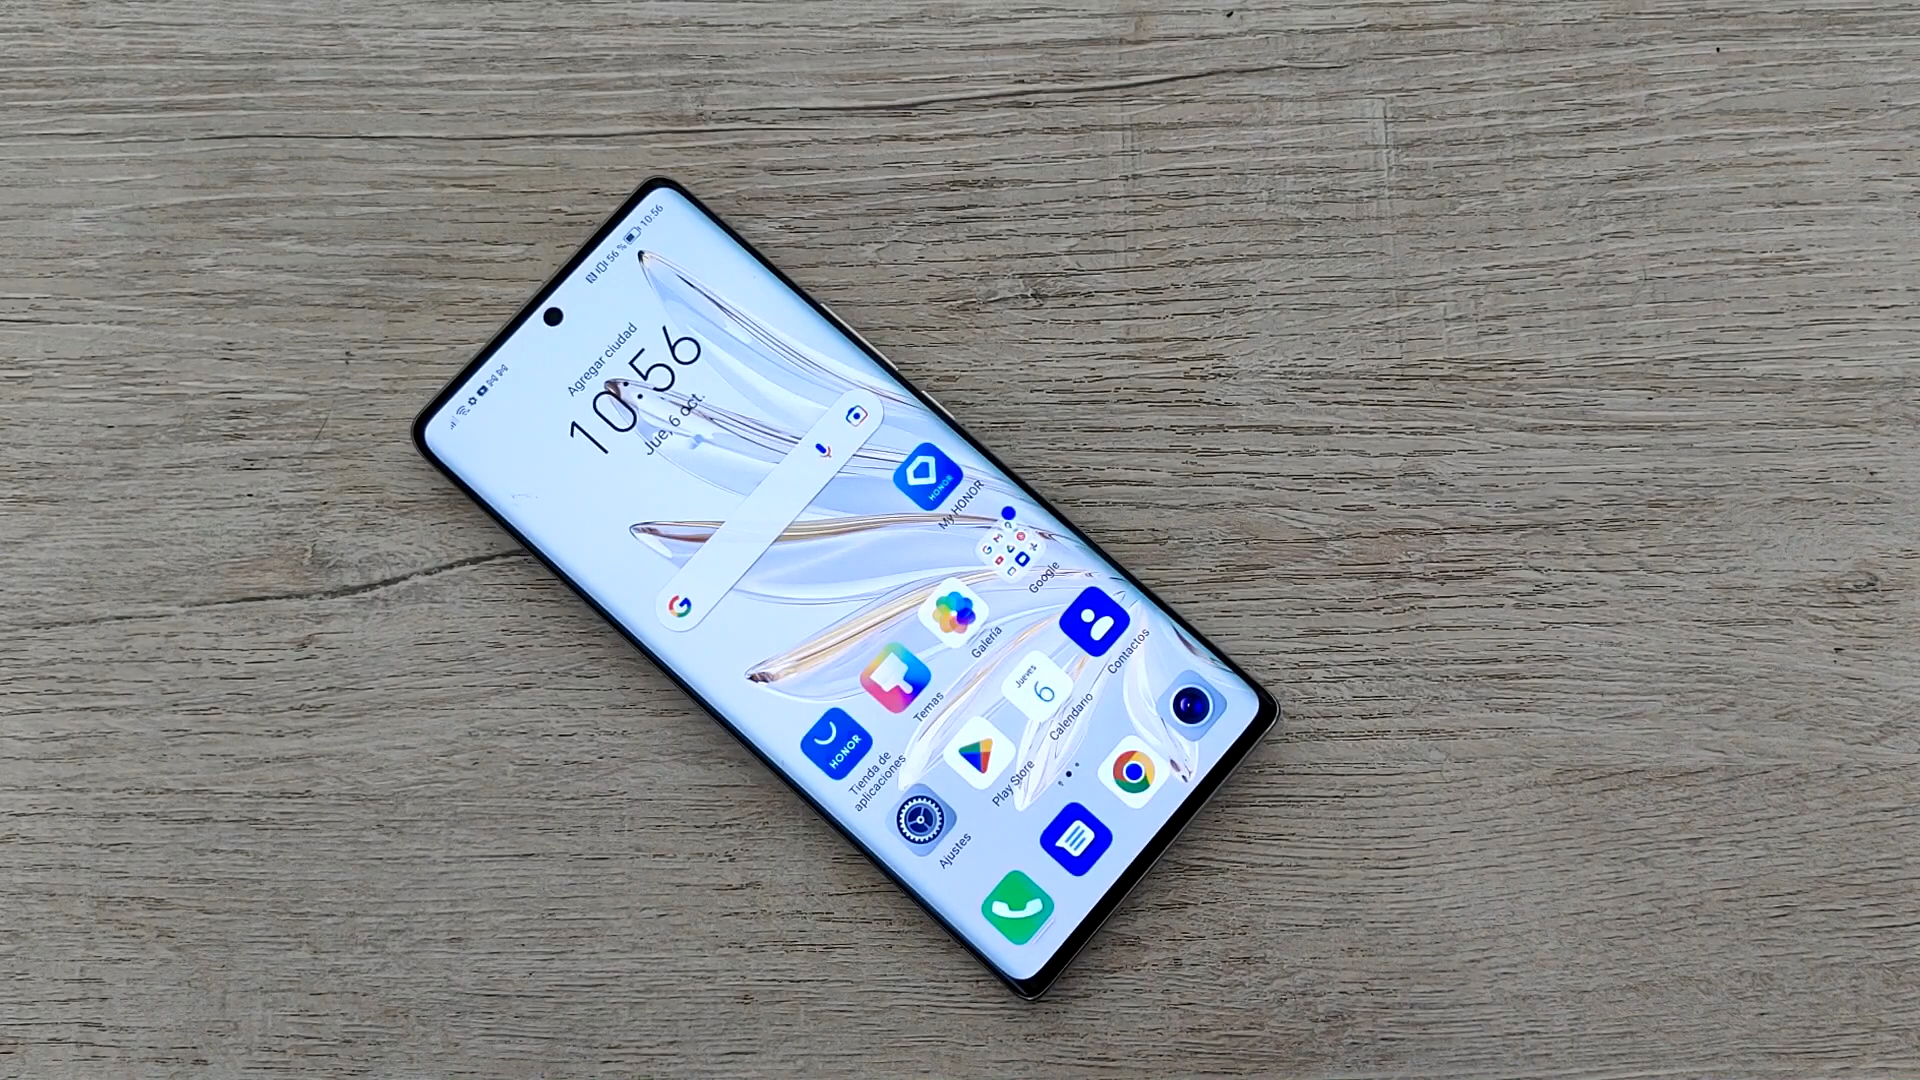 56 % 10:56
Agregar ciudad
10:56
Jue, 6 oct.
HONOR
My HONOR
Google
Galería
Temas
HONOR
Tienda de
aplicaciones
Contactos
Jueves
6
Calendario
Play Store
Ajustes